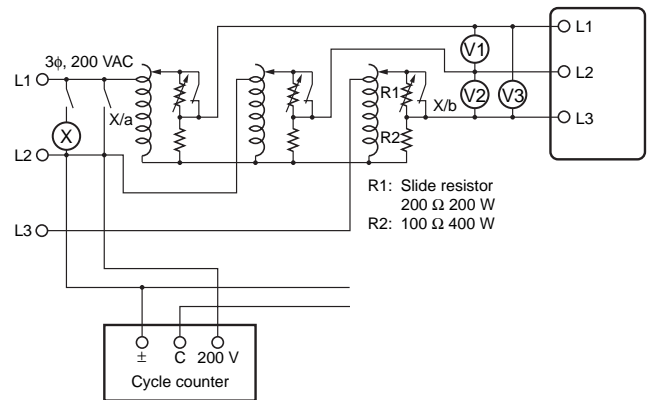 3ϕ, 200 VAC
L1
L2
L3
X
X/a
R1
R2
X/b
V1
V2
V3
L1
L2
L3
R1: Slide resistor
200 Ω 200 W
R2: 100 Ω 400 W
± C 200 V
Cycle counter